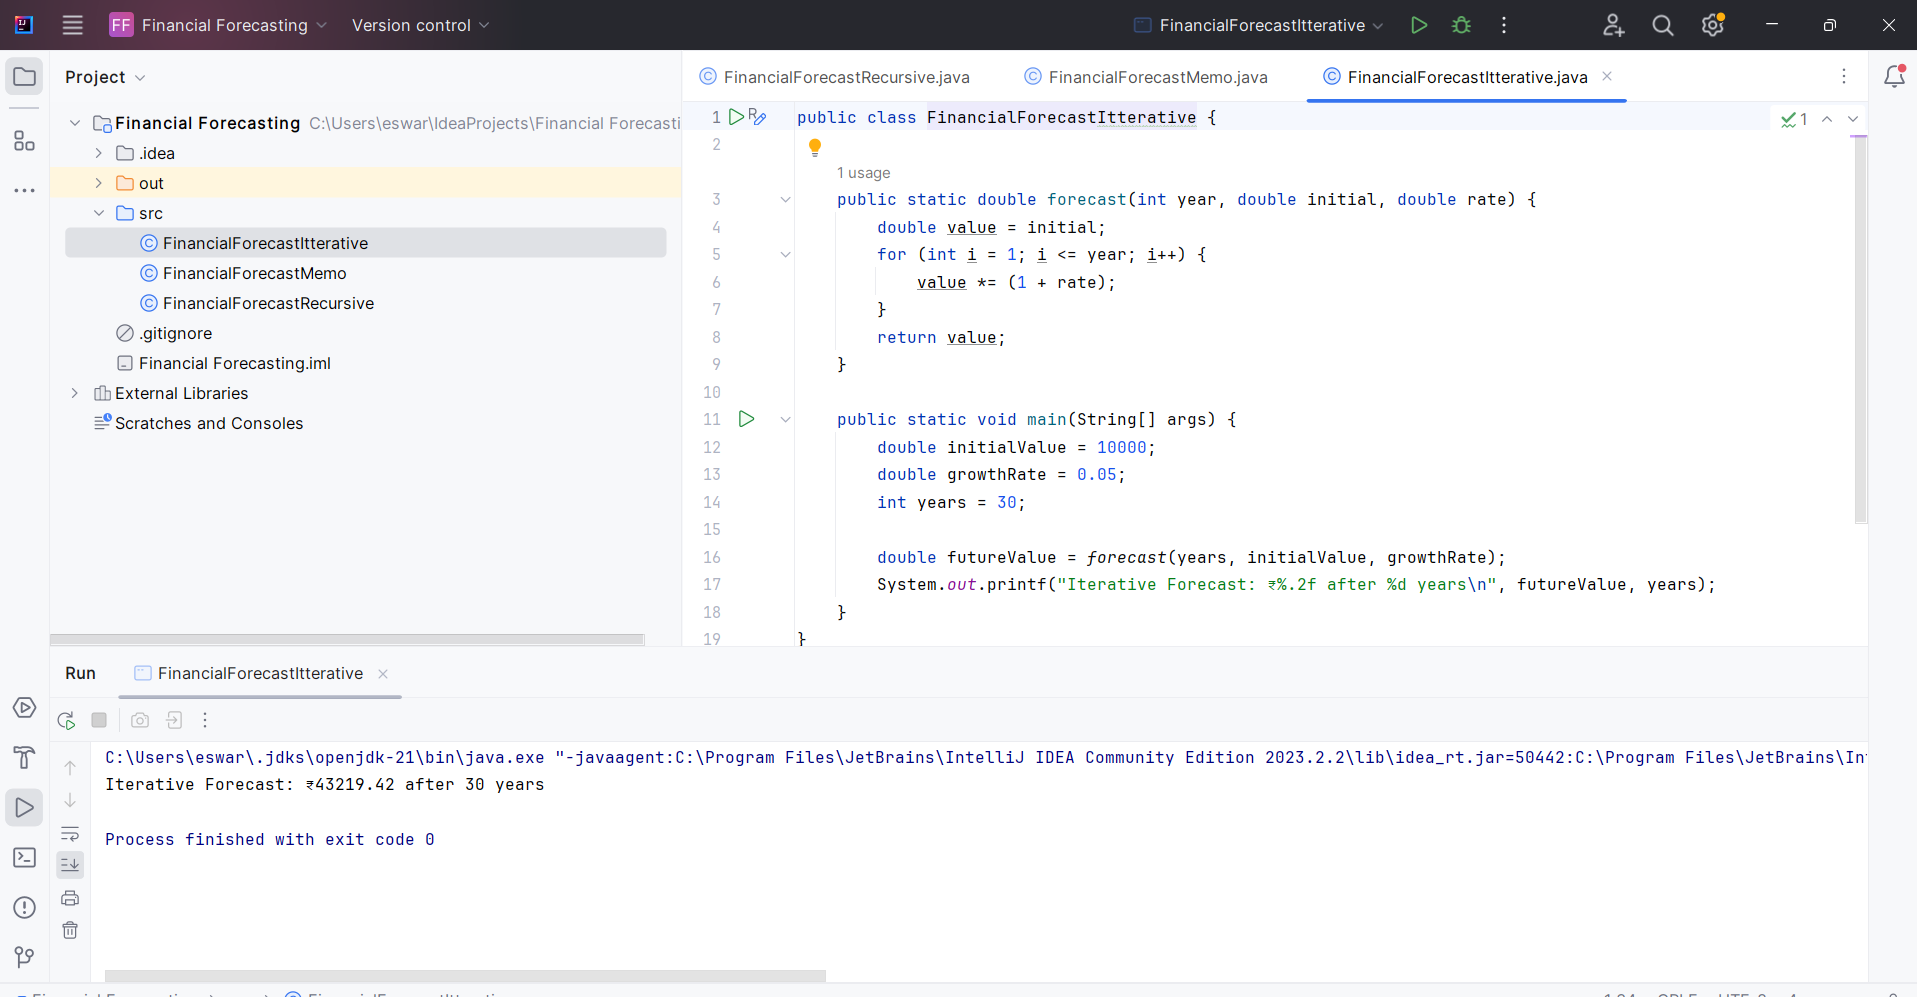 FF Financial Forecasting Version control FinancialForecastItterative
Project
Financial Forecasting C:\Users\eswar\IdeaProjects\Financial Forecasti
.idea
out
src
FinancialForecastItterative
FinancialForecastMemo
FinancialForecastRecursive
.gitignore
Financial Forecasting.iml
External Libraries
Scratches and Consoles
FinancialForecastRecursive.java FinancialForecastMemo.java FinancialForecastItterative.java
1 public class FinancialForecastItterative { 1
2
1 usage
3 public static double forecast(int year, double initial, double rate) {
4 double value = initial;
5 for (int i = 1; i <= year; i++) {
6 value *= (1 + rate);
7 }
8 return value;
9 }
10
11 public static void main(String[] args) {
12 double initialValue = 10000;
13 double growthRate = 0.05;
14 int years = 30;
15
16 double futureValue = forecast(years, initialValue, growthRate);
17 System.out.printf("Iterative Forecast: ₹%.2f after %d years\n", futureValue, years);
18 }
19 }
Run FinancialForecastItterative
C:\Users\eswar\.jdks\openjdk-21\bin\java.exe "-javaagent:C:\Program Files\JetBrains\IntelliJ IDEA Community Edition 2023.2.2\lib\idea_rt.jar=50442:C:\Program Files\JetBrains\In
Iterative Forecast: ₹43219.42 after 30 years
Process finished with exit code 0